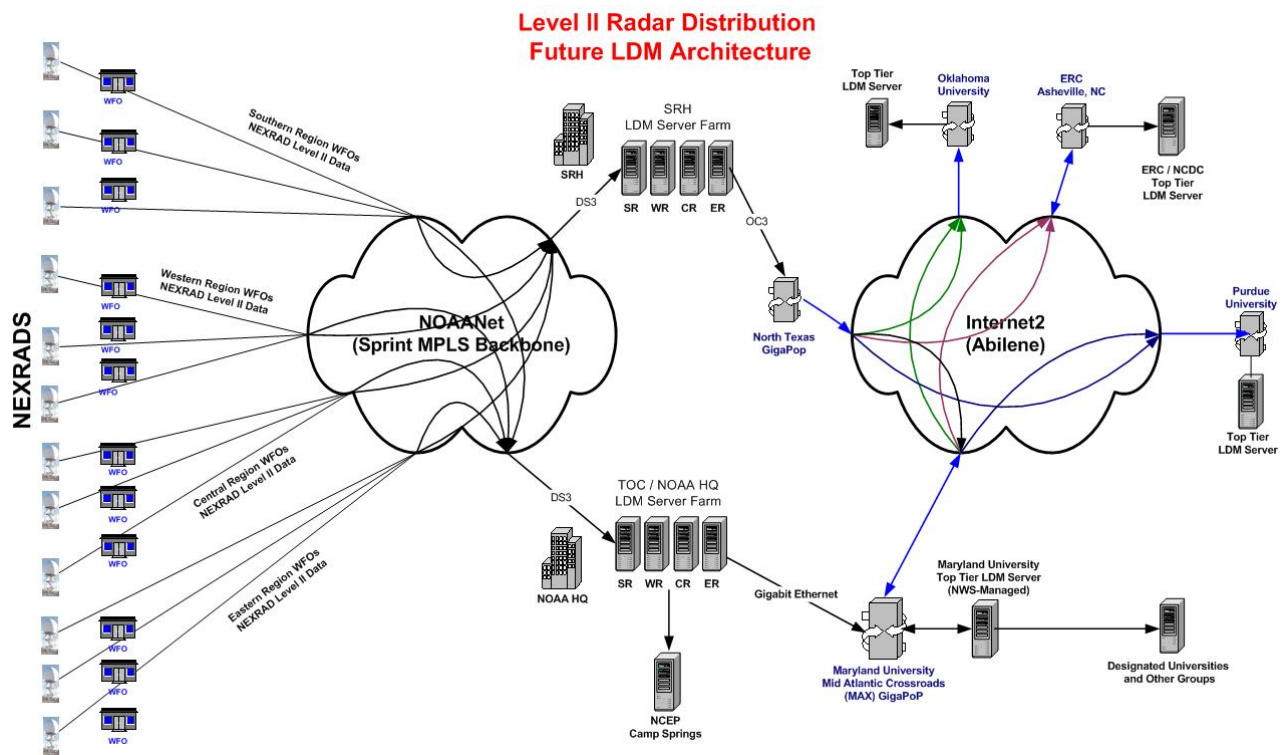 Level II Radar Distribution
Future LDM Architecture
NEXRADS
WFO
WFO
WFO
WFO
WFO
WFO
WFO
WFO
WFO
WFO
WFO
WFO
Southern Region WFOs
NEXRAD Level II Data
Western Region WFOs
NEXRAD Level II Data
Central Region WFOs
NEXRAD Level II Data
Eastern Region WFOs
NEXRAD Level II Data
NOAANet
(Sprint MPLS Backbone)
SRH
DS3
SRH
LDM Server Farm
SR WR CR ER
OC3
North Texas
GigaPop
DS3
NOAA HQ
TOC / NOAA HQ
LDM Server Farm
SR WR CR ER
NCEP
Camp Springs
Gigabit Ethernet
Top Tier
LDM Server
Oklahoma
University
ERC
Asheville, NC
ERC / NCDC
Top Tier
LDM Server
Internet2
(Abilene)
Purdue
University
Top Tier
LDM Server
Maryland University
Top Tier LDM Server
(NWS-Managed)
Maryland University
Mid Atlantic Crossroads
(MAX) GigaPoP
Designated Universities
and Other Groups